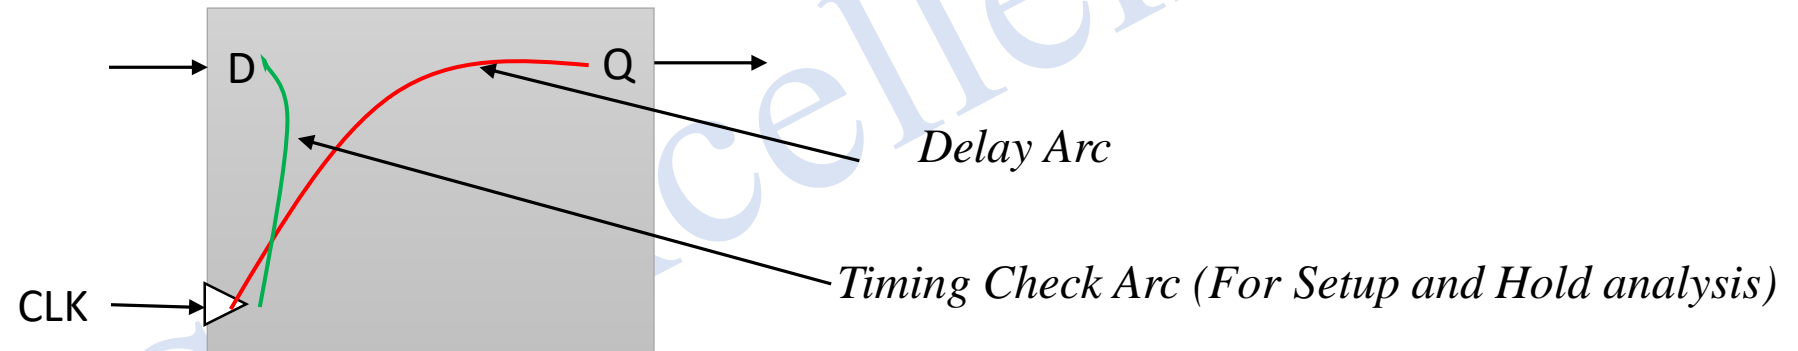 D
Q
Delay Arc
Timing Check Arc (For Setup and Hold analysis)
CLK